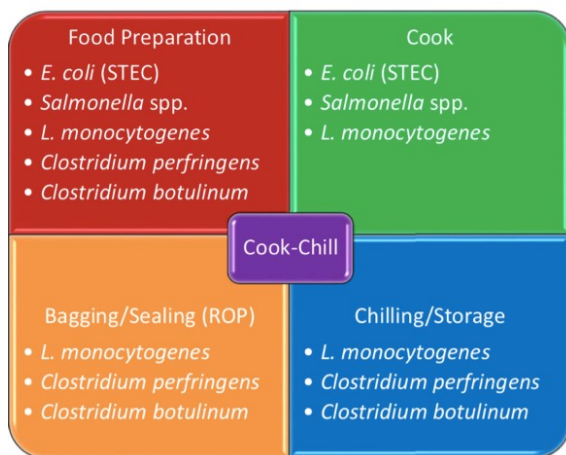 Food Preparation
• E. coli (STEC)
• Salmonella spp.
• L. monocytogenes
• Clostridium perfringens
• Clostridium botulinum
Cook
• E. coli (STEC)
• Salmonella spp.
• L. monocytogenes
Cook-Chill
Bagging/Sealing (ROP)
• L. monocytogenes
• Clostridium perfringens
• Clostridium botulinum
Chilling/Storage
• L. monocytogenes
• Clostridium perfringens
• Clostridium botulinum